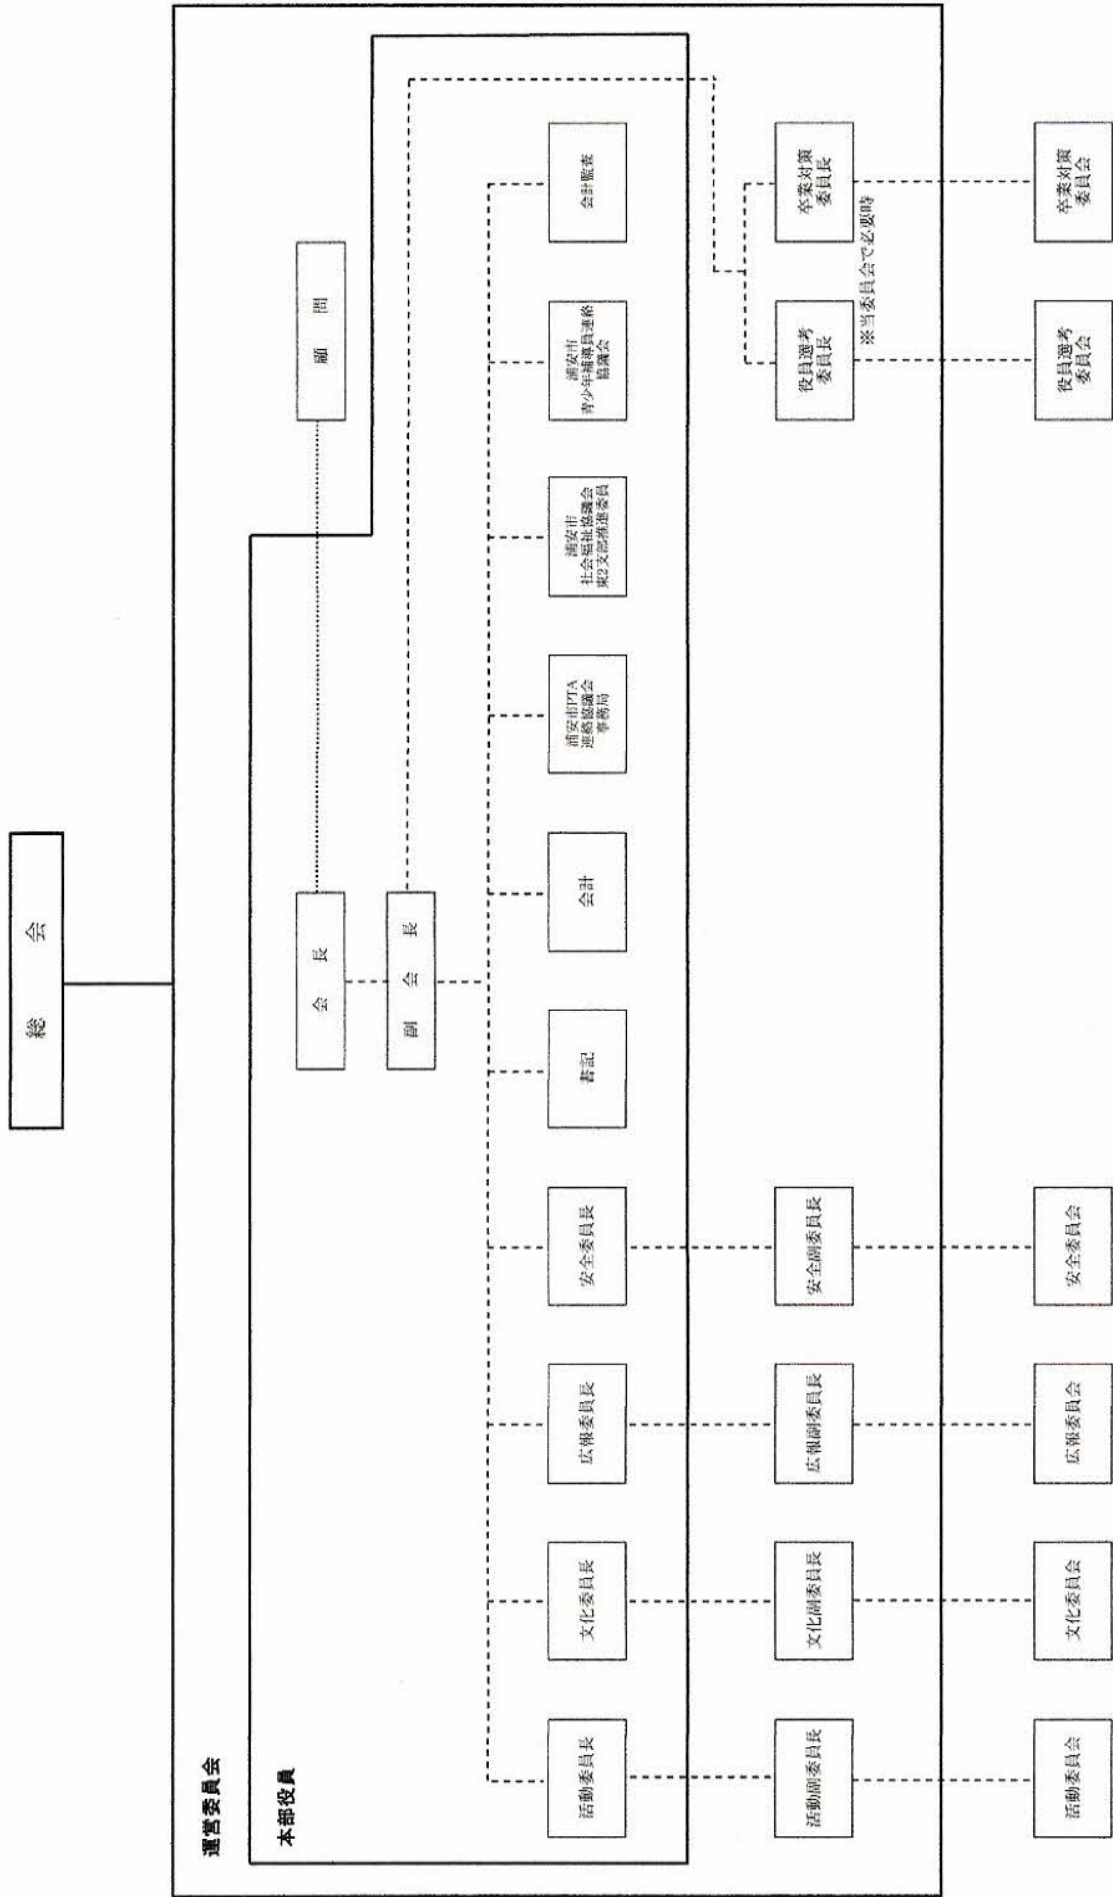 総会
運営委員会
本部役員
会長
顧問
副会長
活動委員長
文化委員長
広報委員長
安全委員長
書記
会計
浦安市PTA
連絡協議会
事務局
浦安市
社会福祉協議会
東2支部推進委員
浦安市
青少年補導員連絡
協議会
会計監査
活動副委員長
文化副委員長
広報副委員長
安全副委員長
役員選考
委員長
卒業対策
委員長
※当委員会で必要時
活動委員会
文化委員会
広報委員会
安全委員会
役員選考
委員会
卒業対策
委員会